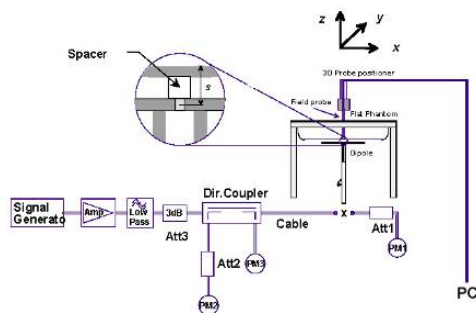 z
y
x
Spacer
s
3D Probe positioner
Field probe
Flat Phantom
Dipole
Dir.Coupler
Signal
Generato
Amp
Low
Pass
3dB
Att3
Cable
x
Att1
PM1
Att2
PM3
PM2
PC